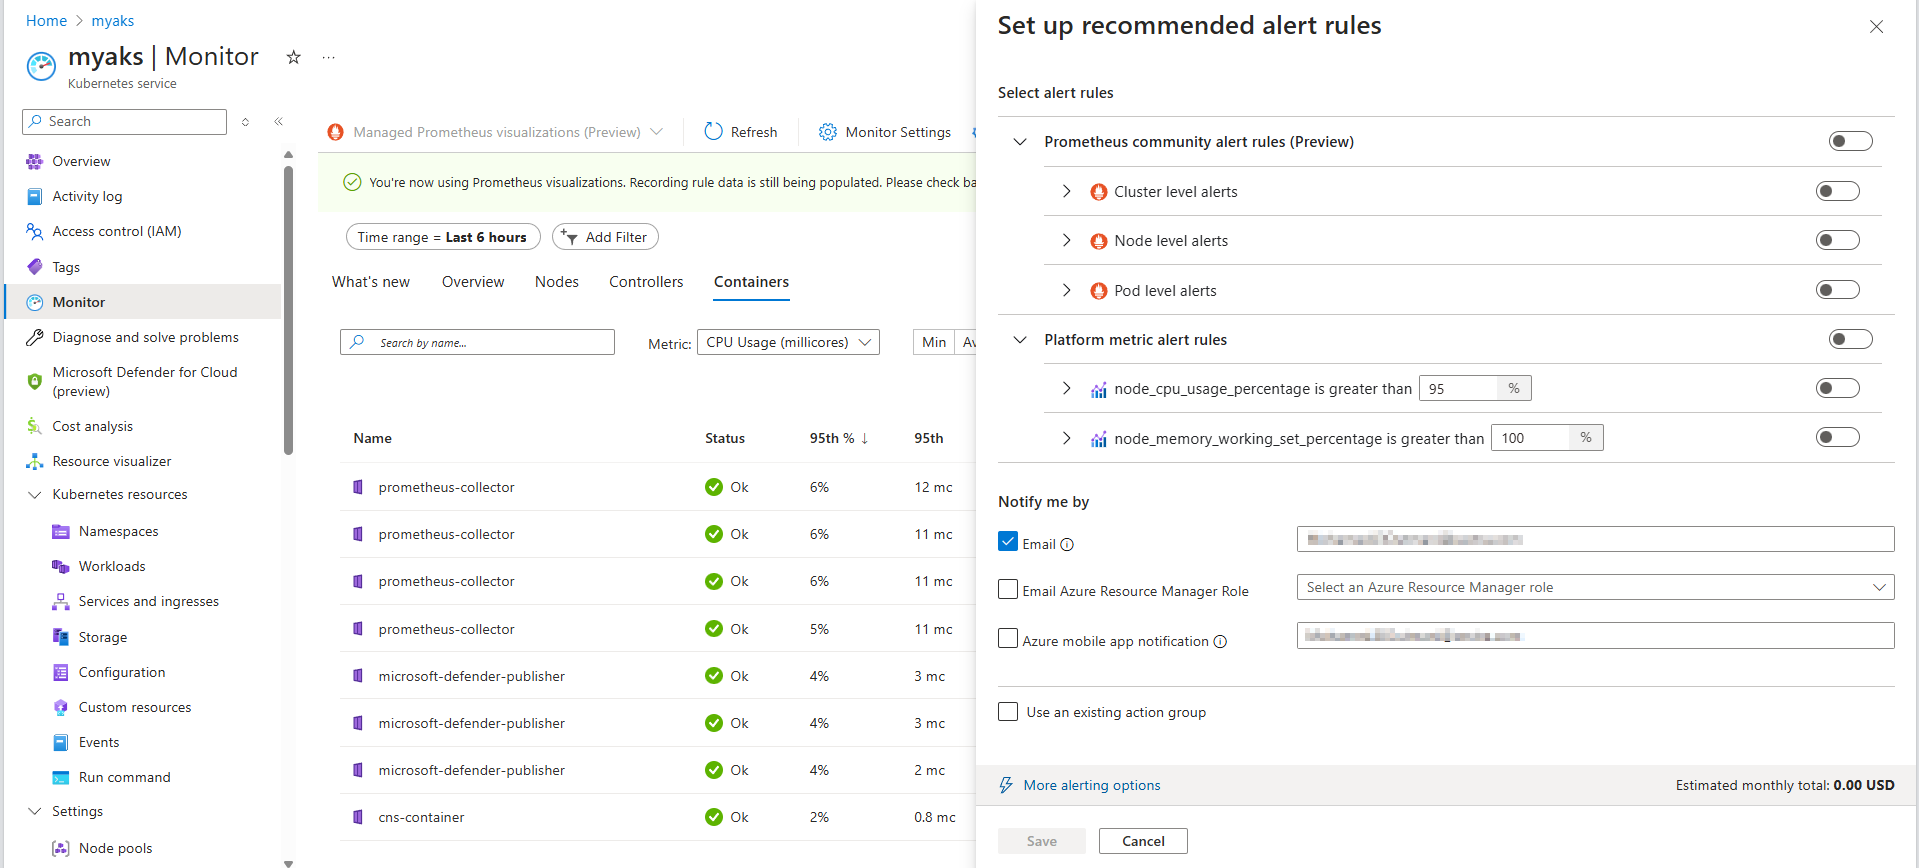 Home > myaks
myaks | Monitor
Kubernetes service
Search
Overview
Activity log
Access control (IAM)
Tags
Monitor
Diagnose and solve problems
Microsoft Defender for Cloud
(preview)
Cost analysis
Resource visualizer
Kubernetes resources
Namespaces
Workloads
Services and ingresses
Storage
Configuration
Custom resources
Events
Run command
Settings
Node pools
Managed Prometheus visualizations (Preview)
Refresh
Monitor Settings
You're now using Prometheus visualizations. Recording rule data is still being populated. Please check
Time range = Last 6 hours
Add Filter
What's new Overview Nodes Controllers Containers
Search by name...
Metric: CPU Usage (millicores)
Min
Name Status 95th % ↓ 95th
prometheus-collector Ok 6% 12 mc
prometheus-collector Ok 6% 11 mc
prometheus-collector Ok 6% 11 mc
prometheus-collector Ok 5% 11 mc
microsoft-defender-publisher Ok 4% 3 mc
microsoft-defender-publisher Ok 4% 3 mc
microsoft-defender-publisher Ok 4% 2 mc
cns-container Ok 2% 0.8 mc
Set up recommended alert rules
Select alert rules
Prometheus community alert rules (Preview)
Cluster level alerts
Node level alerts
Pod level alerts
Platform metric alert rules
node_cpu_usage_percentage is greater than 95 %
node_memory_working_set_percentage is greater than 100 %
Notify me by
Email
Email Azure Resource Manager Role
Select an Azure Resource Manager role
Azure mobile app notification
Use an existing action group
More alerting options
Estimated monthly total: 0.00 USD
Save
Cancel